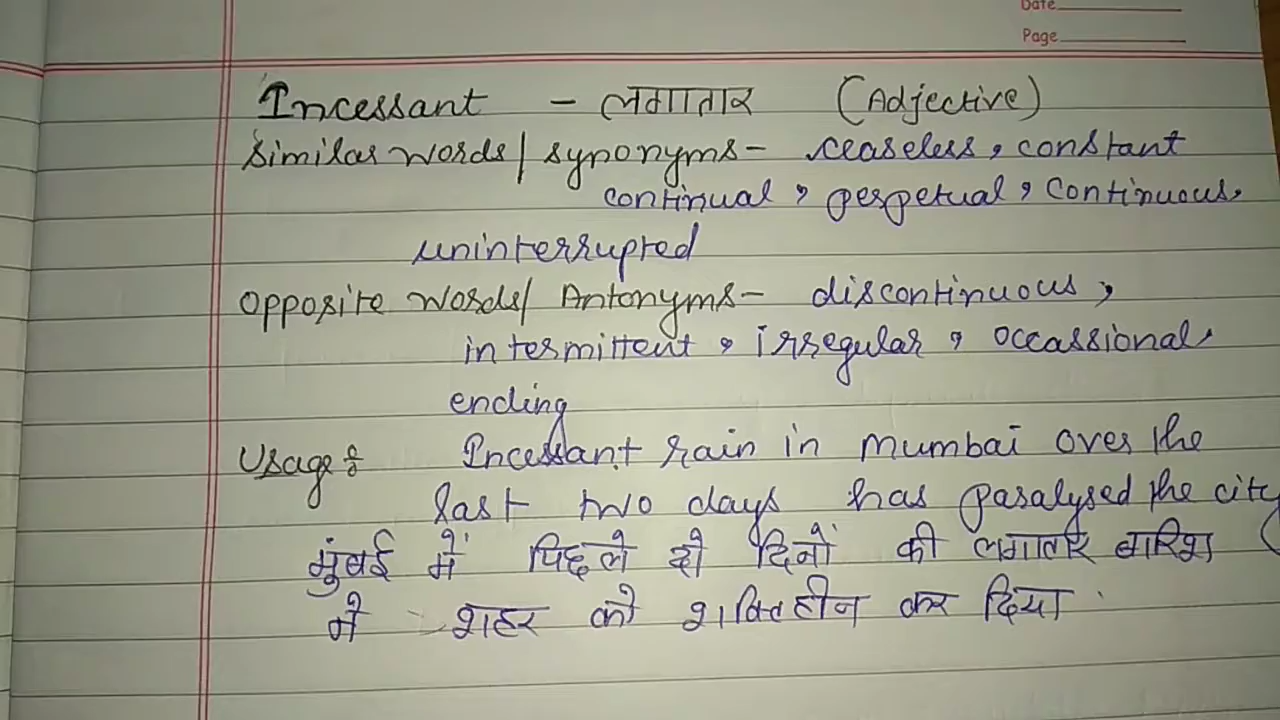 Date
Page
Incessant - लगातार (Adjective)
Similar words/ synonyms- ceaseless, constant
continual, perpetual, continuous,
uninterrupted
Opposite words/ Antonyms- discontinuous,
intermittent, irregular, occassional,
ending
Usage: Incessant rain in Mumbai over the
last two days has paralysed the city
मुंबई में पिछले दो दिनों की लगातार बारिश
ने शहर को शक्तिहीन कर दिया